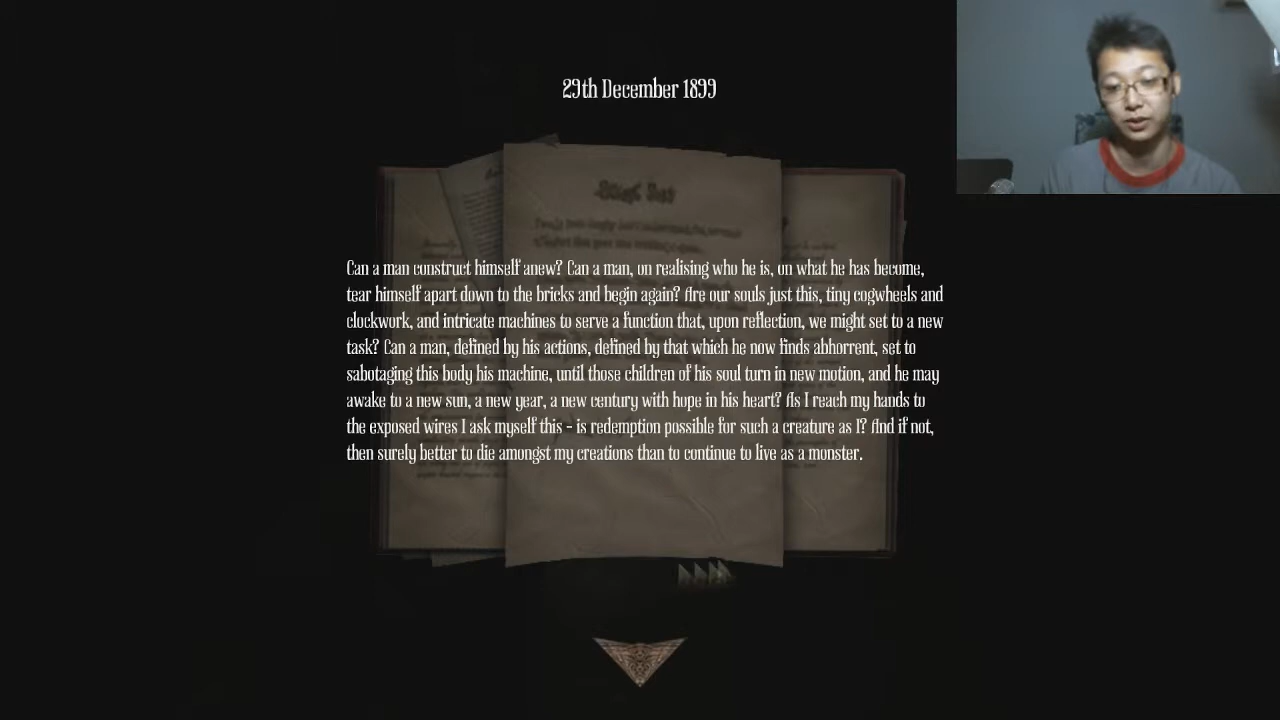 29th December 1899
Can a man construct himself anew? Can a man, on realising who he is, on what he has become,
tear himself apart down to the bricks and begin again? Are our souls just this, tiny cogwheels and
clockwork, and intricate machines to serve a function that, upon reflection, we might set to a new
task? Can a man, defined by his actions, defined by that which he now finds abhorrent, set to
sabotaging this body his machine, until those children of his soul turn in new motion, and he may
awake to a new sun, a new year, a new century with hope in his heart? As I reach my hands to
the exposed wires I ask myself this - is redemption possible for such a creature as I? And if not,
then surely better to die amongst my creations than to continue to live as a monster.